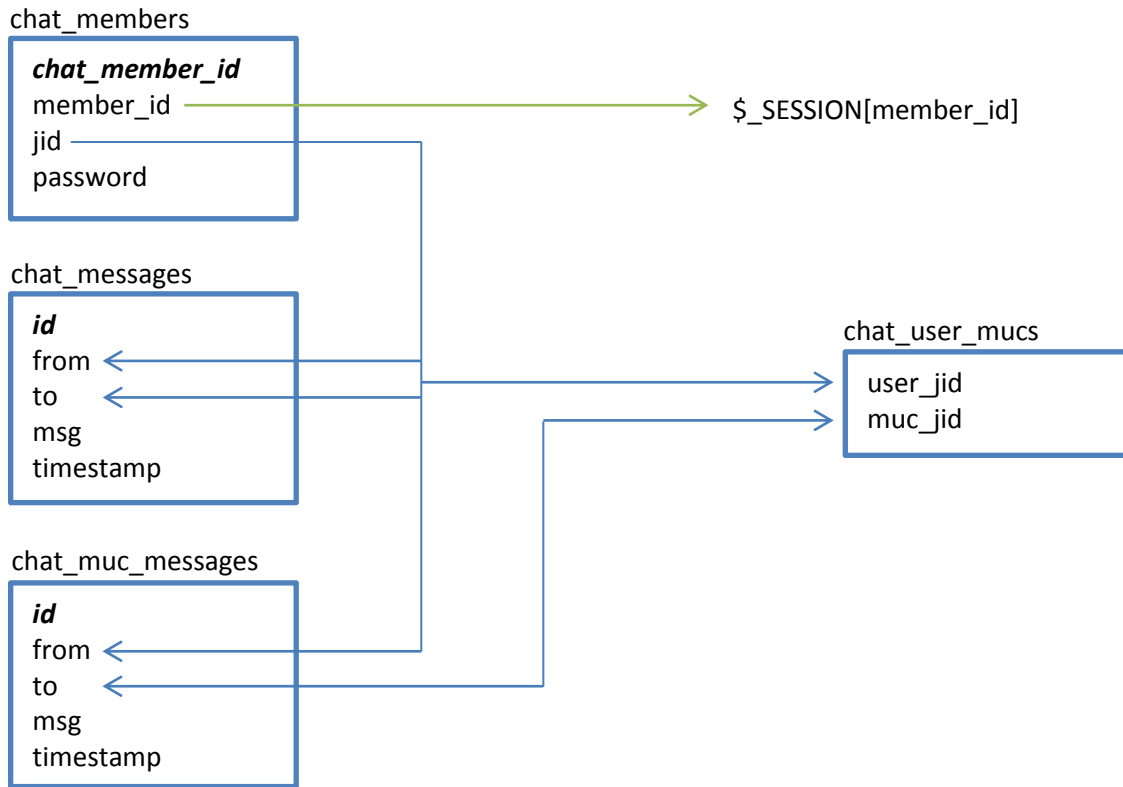 chat_members
chat_member_id
member_id
$_SESSION[member_id]
jid
password
chat_messages
id
from
to
msg
timestamp
chat_user_mucs
user_jid
muc_jid
chat_muc_messages
id
from
to
msg
timestamp